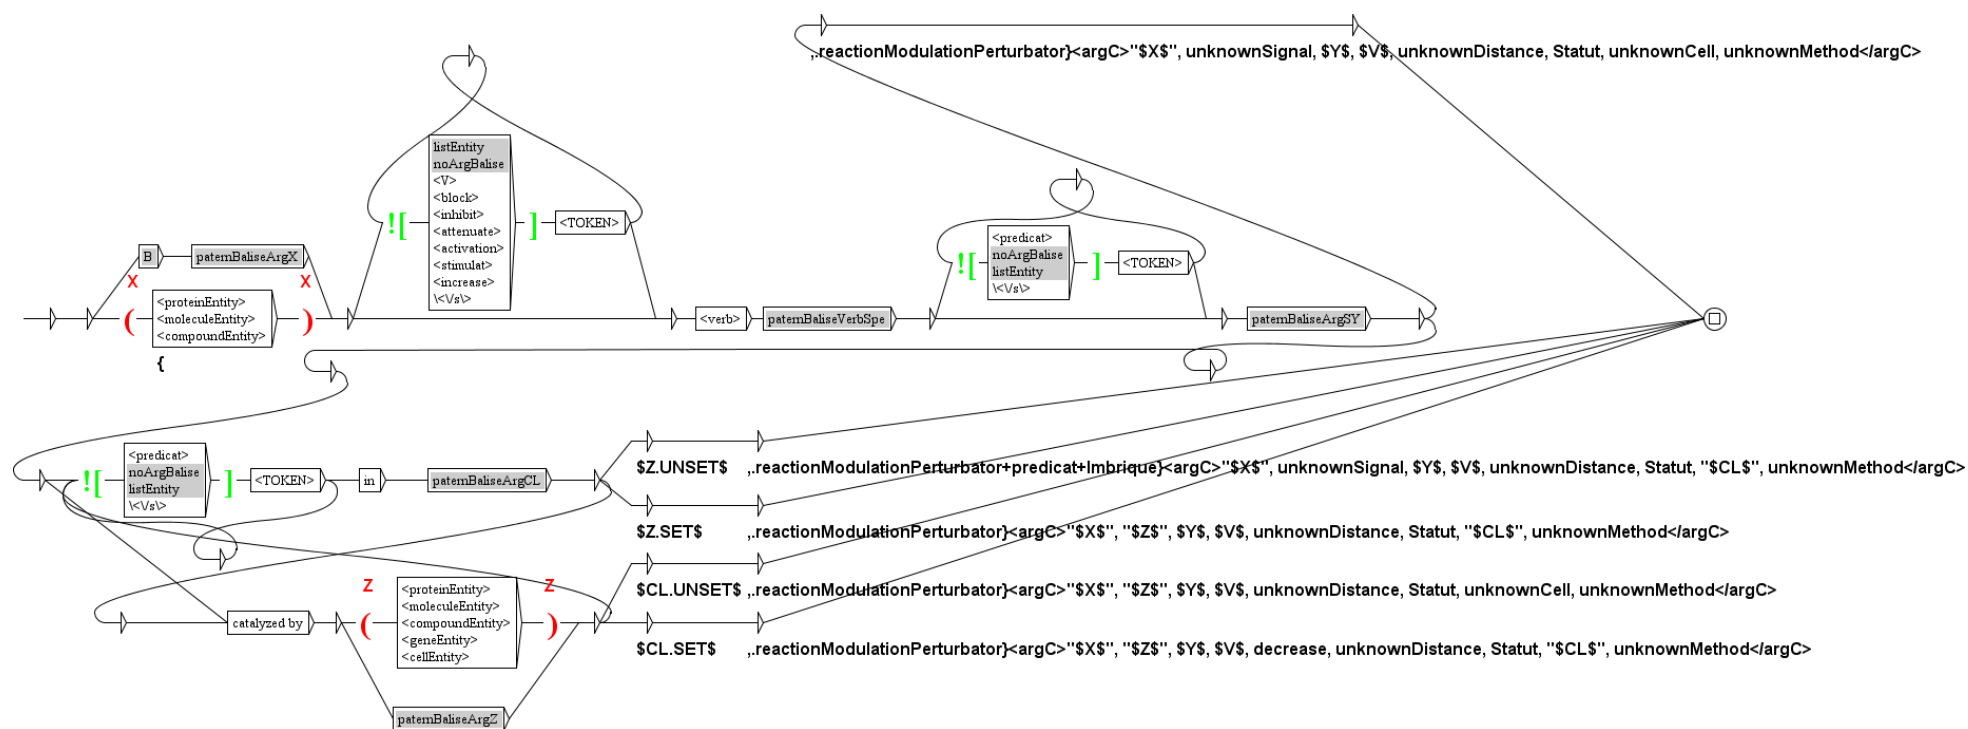 ,.reactionModulationPerturbator}<argC>"$X$", unknownSignal, $Y$, $V$, unknownDistance, Statut, unknownCell, unknownMethod</argC>
listEntity
noArgBalise
<V>
<block>
<inhibit>
<attenuate>
<activation>
<stimulat>
<increase>
\<\/s\>
![
]
<TOKEN>
B
paternBaliseArgX
X
X
(
<proteinEntity>
<moleculeEntity>
<compoundEntity>
)
{
<verb>
paternBaliseVerbSpe
![
<predicat>
noArgBalise
listEntity
\<\/s\>
]
<TOKEN>
paternBaliseArgSY
![
<predicat>
noArgBalise
listEntity
\<\/s\>
]
<TOKEN>
in
paternBaliseArgCL
$Z.UNSET$ ,.reactionModulationPerturbator+predicat+Imbrique}<argC>"$X$", unknownSignal, $Y$, $V$, unknownDistance, Statut, "$CL$", unknownMethod</argC>
$Z.SET$ ,.reactionModulationPerturbator}<argC>"$X$", "$Z$", $Y$, $V$, unknownDistance, Statut, "$CL$", unknownMethod</argC>
$CL.UNSET$ ,.reactionModulationPerturbator}<argC>"$X$", "$Z$", $Y$, $V$, unknownDistance, Statut, unknownCell, unknownMethod</argC>
$CL.SET$ ,.reactionModulationPerturbator}<argC>"$X$", "$Z$", $Y$, $V$, decrease, unknownDistance, Statut, "$CL$", unknownMethod</argC>
catalyzed by
Z
Z
(
<proteinEntity>
<moleculeEntity>
<compoundEntity>
<geneEntity>
<cellEntity>
)
paternBaliseArgZ